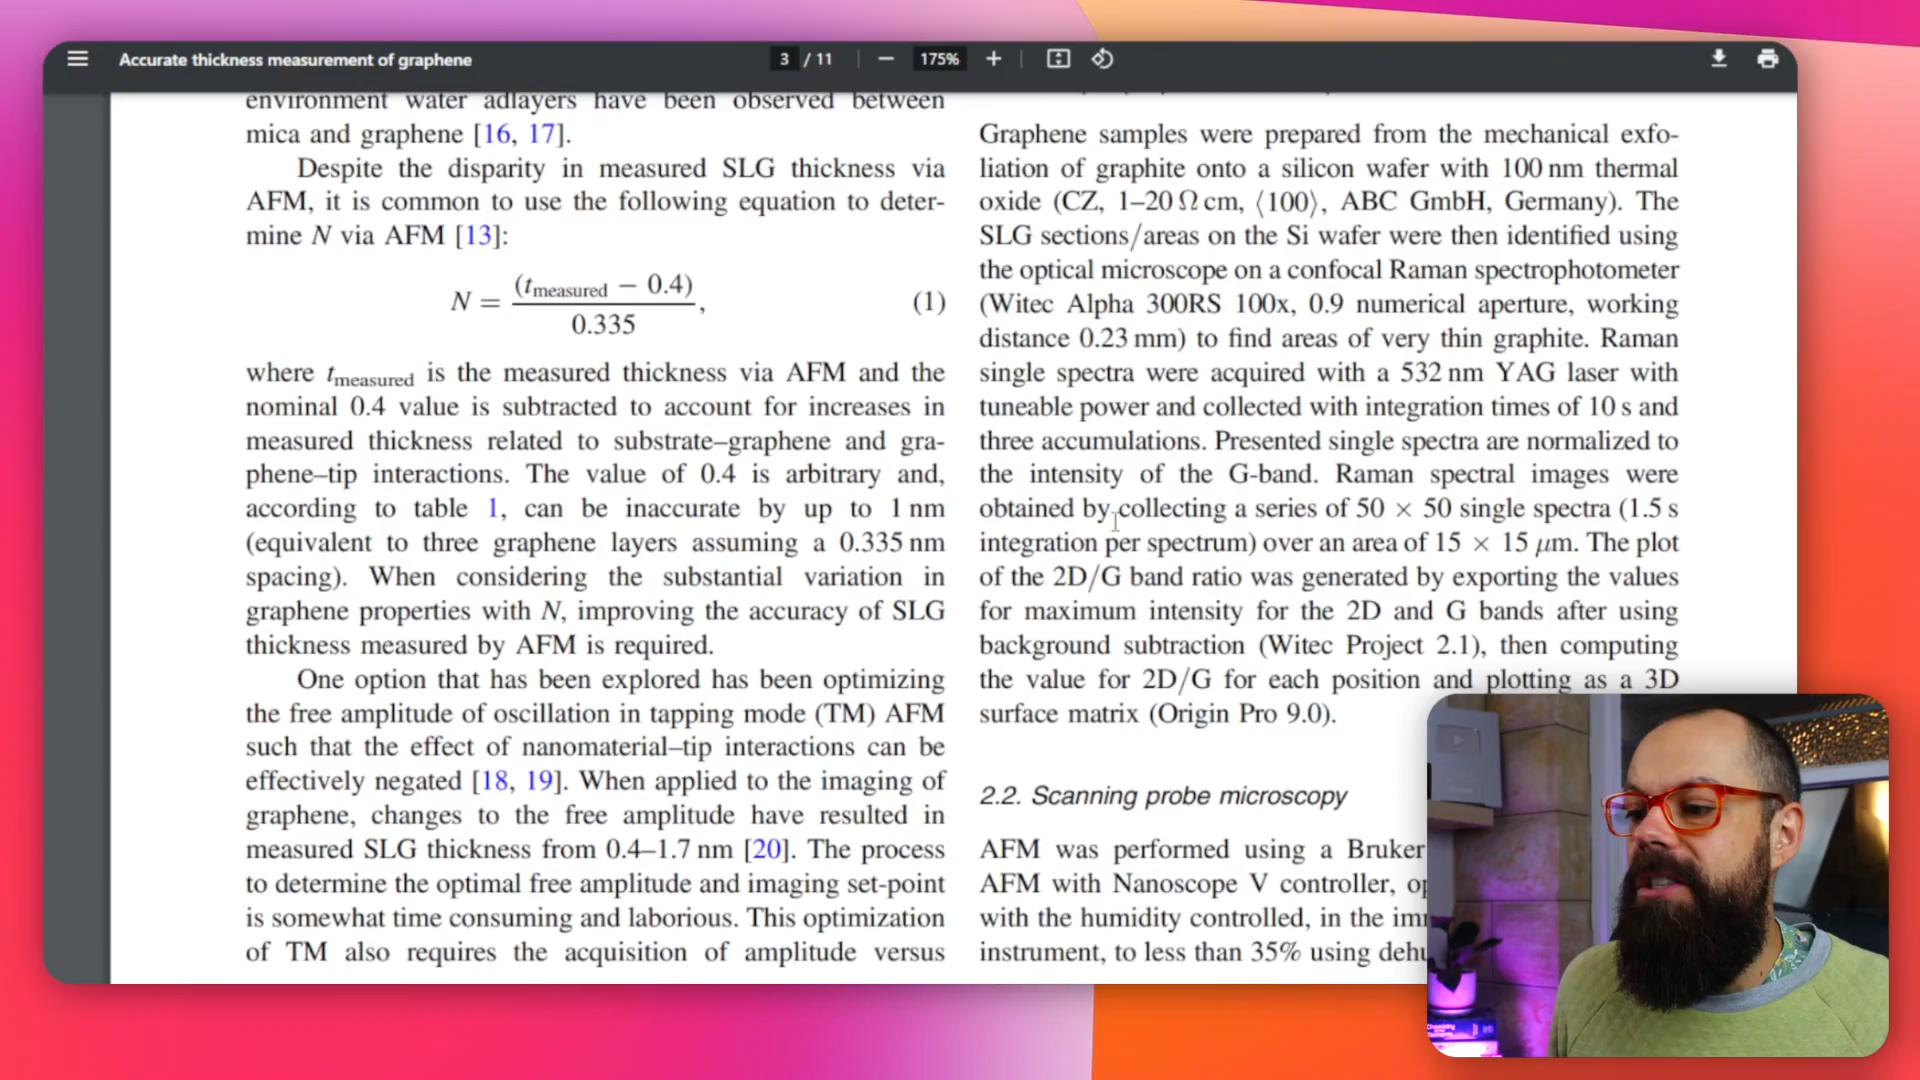 Accurate thickness measurement of graphene
3 / 11
175%
environment water adlayers have been observed between
mica and graphene [16, 17].
Despite the disparity in measured SLG thickness via
AFM, it is common to use the following equation to deter-
mine N via AFM [13]:
N = (tmeasured − 0.4) / 0.335, (1)
where tmeasured is the measured thickness via AFM and the
nominal 0.4 value is subtracted to account for increases in
measured thickness related to substrate–graphene and gra-
phene–tip interactions. The value of 0.4 is arbitrary and,
according to table 1, can be inaccurate by up to 1 nm
(equivalent to three graphene layers assuming a 0.335 nm
spacing). When considering the substantial variation in
graphene properties with N, improving the accuracy of SLG
thickness measured by AFM is required.
One option that has been explored has been optimizing
the free amplitude of oscillation in tapping mode (TM) AFM
such that the effect of nanomaterial–tip interactions can be
effectively negated [18, 19]. When applied to the imaging of
graphene, changes to the free amplitude have resulted in
measured SLG thickness from 0.4–1.7 nm [20]. The process
to determine the optimal free amplitude and imaging set-point
is somewhat time consuming and laborious. This optimization
of TM also requires the acquisition of amplitude versus
Graphene samples were prepared from the mechanical exfo-
liation of graphite onto a silicon wafer with 100 nm thermal
oxide (CZ, 1–20 Ω cm, ⟨100⟩, ABC GmbH, Germany). The
SLG sections/areas on the Si wafer were then identified using
the optical microscope on a confocal Raman spectrophotometer
(Witec Alpha 300RS 100x, 0.9 numerical aperture, working
distance 0.23 mm) to find areas of very thin graphite. Raman
single spectra were acquired with a 532 nm YAG laser with
tuneable power and collected with integration times of 10 s and
three accumulations. Presented single spectra are normalized to
the intensity of the G-band. Raman spectral images were
obtained by collecting a series of 50 × 50 single spectra (1.5 s
integration per spectrum) over an area of 15 × 15 μm. The plot
of the 2D/G band ratio was generated by exporting the values
for maximum intensity for the 2D and G bands after using
background subtraction (Witec Project 2.1), then computing
the value for 2D/G for each position and plotting as a 3D
surface matrix (Origin Pro 9.0).
2.2. Scanning probe microscopy
AFM was performed using a Bruker
AFM with Nanoscope V controller, op
with the humidity controlled, in the im
instrument, to less than 35% using dehu